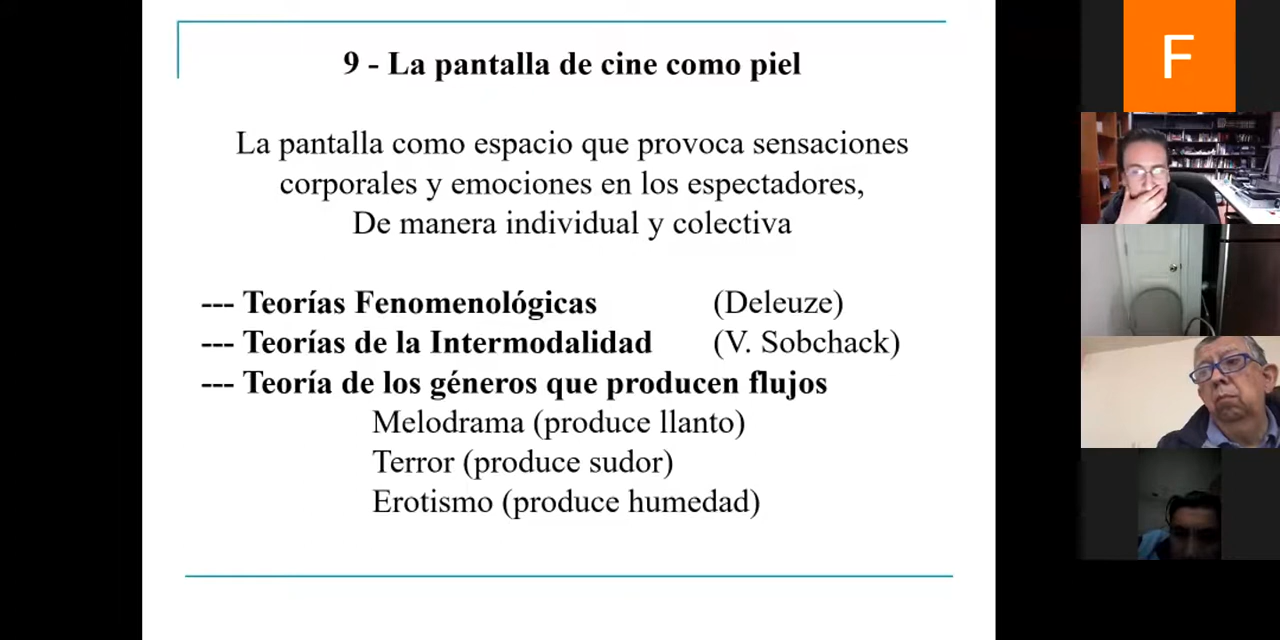 9 - La pantalla de cine como piel
La pantalla como espacio que provoca sensaciones
corporales y emociones en los espectadores,
De manera individual y colectiva
--- Teorías Fenomenológicas (Deleuze)
--- Teorías de la Intermodalidad (V. Sobchack)
--- Teoría de los géneros que producen flujos
Melodrama (produce llanto)
Terror (produce sudor)
Erotismo (produce humedad)
F